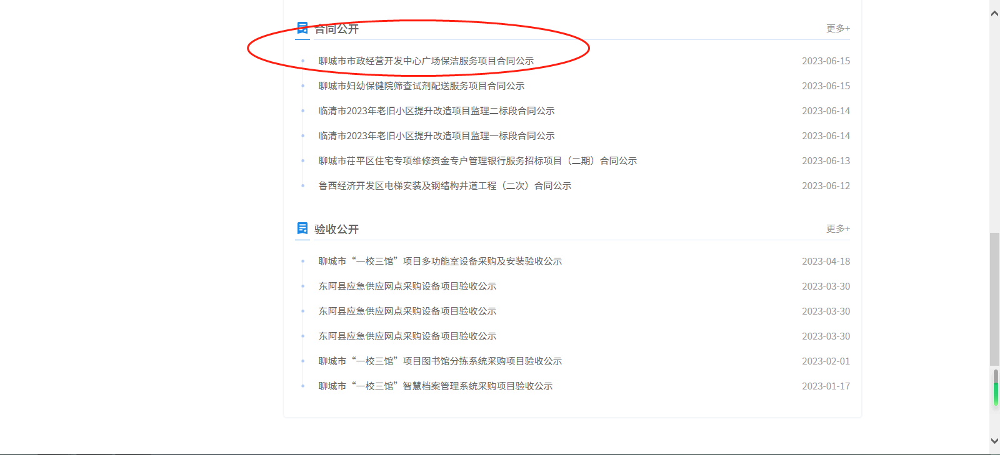 合同公开 更多+
聊城市市政经营开发中心广场保洁服务项目合同公示 2023-06-15
聊城市妇幼保健院筛查试剂配送服务项目合同公示 2023-06-15
临清市2023年老旧小区提升改造项目监理二标段合同公示 2023-06-14
临清市2023年老旧小区提升改造项目监理一标段合同公示 2023-06-14
聊城市茌平区住宅专项维修资金专户管理银行服务招标项目（二期）合同公示 2023-06-13
鲁西经济开发区电梯安装及钢结构井道工程（二次）合同公示 2023-06-12
验收公开 更多+
聊城市“一校三馆”项目多功能室设备采购及安装验收公示 2023-04-18
东阿县应急供应网点采购设备项目验收公示 2023-03-30
东阿县应急供应网点采购设备项目验收公示 2023-03-30
东阿县应急供应网点采购设备项目验收公示 2023-03-30
聊城市“一校三馆”项目图书馆分拣系统采购项目验收公示 2023-02-01
聊城市“一校三馆”智慧档案管理系统采购项目验收公示 2023-01-17